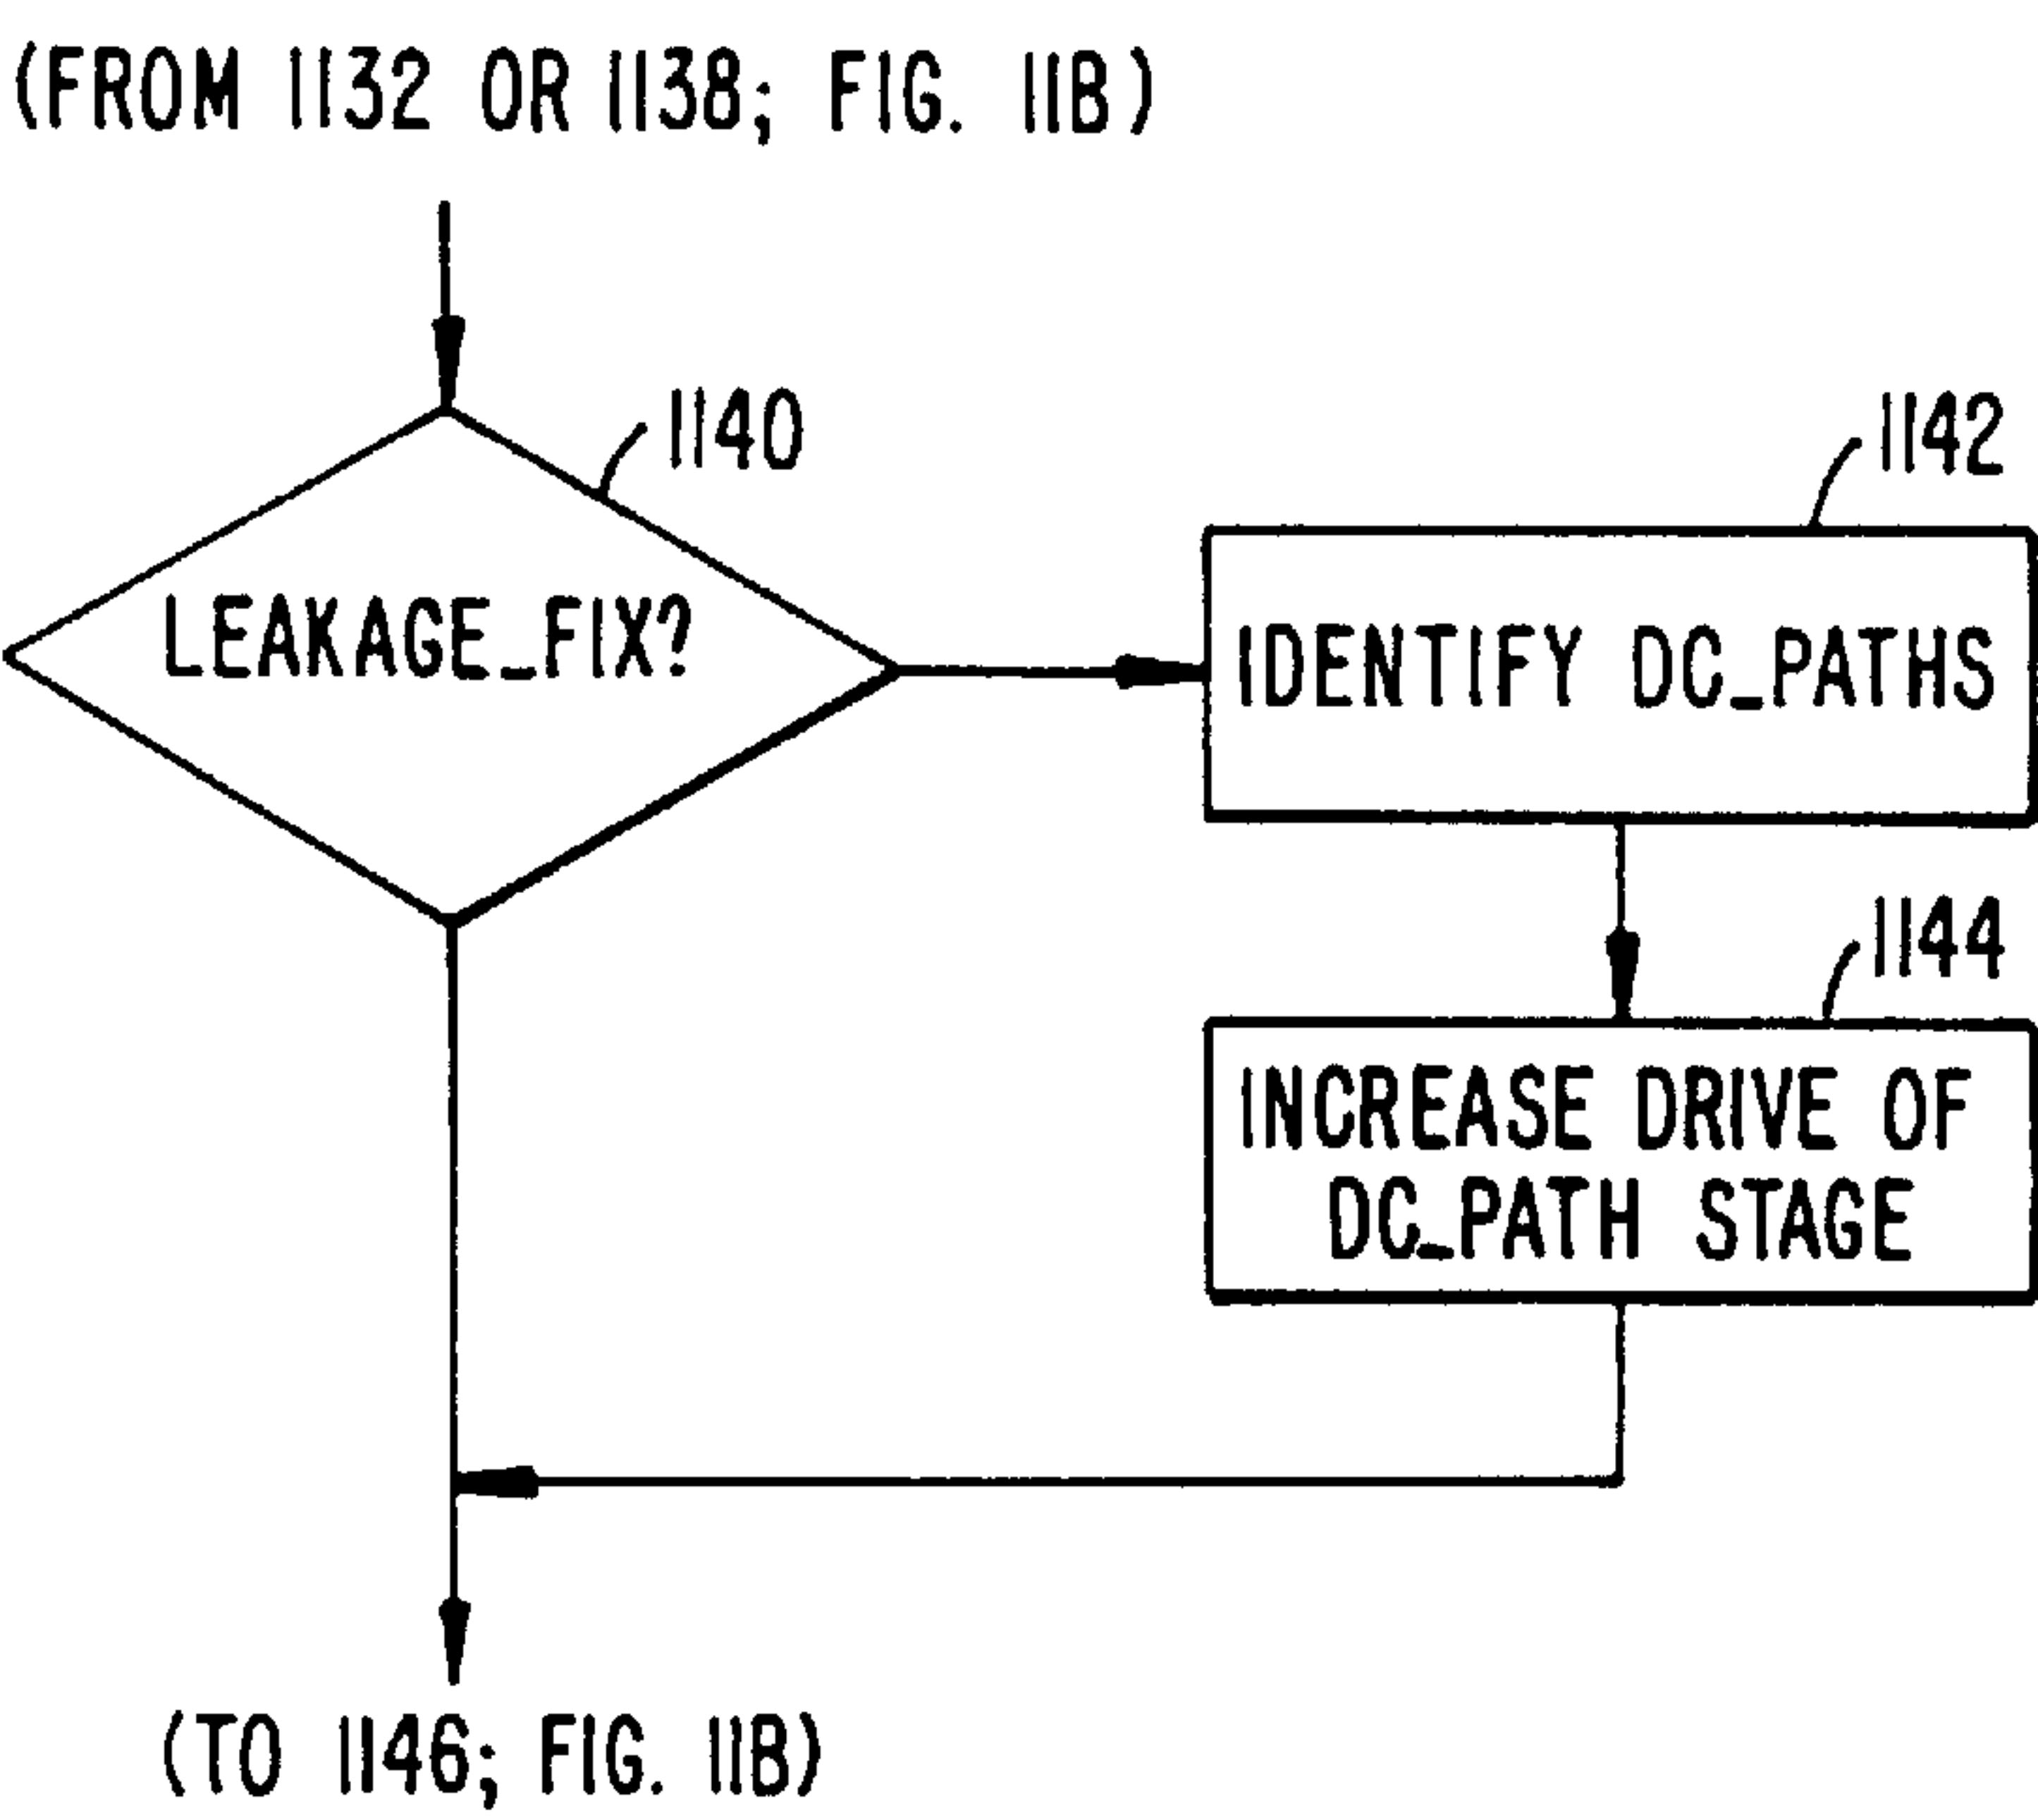 (FROM 1132 OR 1138; FIG. 11B)
1140
1142
LEAKAGE_FIX?
IDENTIFY DC_PATHS
1144
INCREASE DRIVE OF
DC_PATH STAGE
(TO 1146; FIG. 11B)